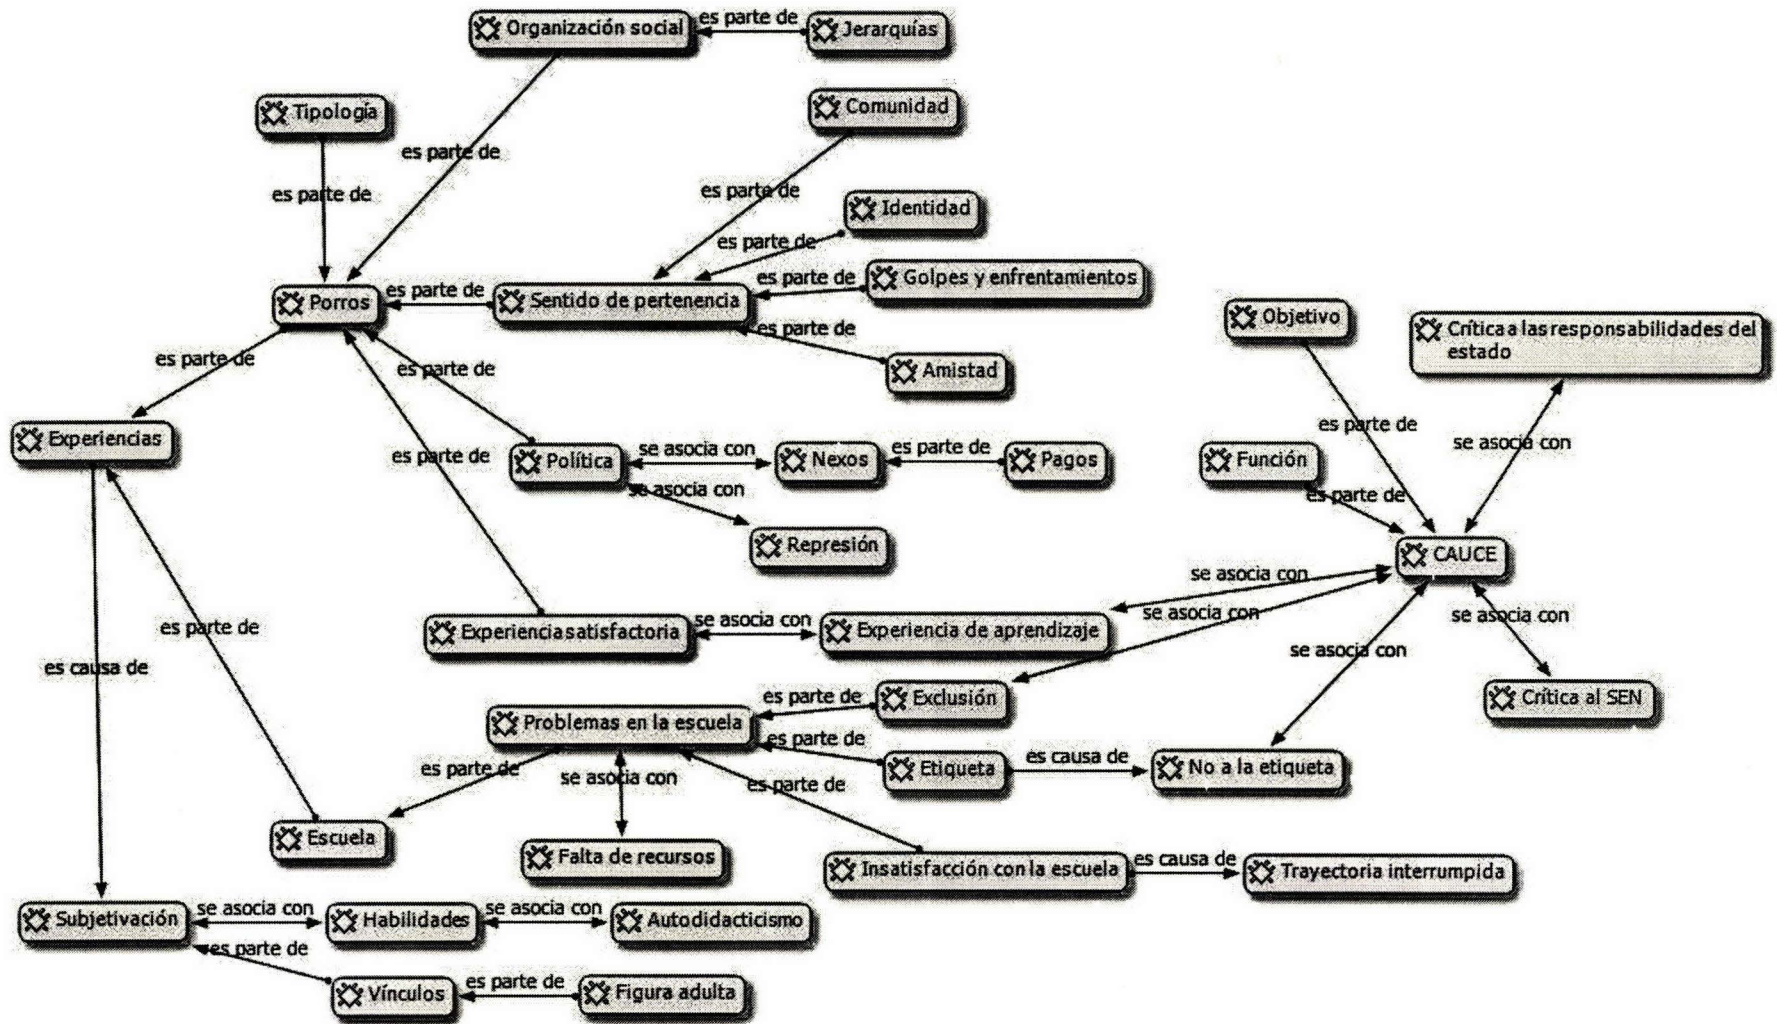 Organización social
es parte de
Jerarquías
Tipología
Comunidad
es parte de
es parte de
es parte de
Identidad
es parte de
Golpes y enfrentamientos
es parte de
Porros
es parte de
Sentido de pertenencia
es parte de
Amistad
Objetivo
Crítica a las responsabilidades del
estado
es parte de
es parte de
Experiencias
es parte de
Política
se asocia con
Nexos
es parte de
Pagos
es parte de
se asocia con
Función
es parte de
se asocia con
Represión
CAUCE
se asocia con
se asocia con
se asocia con
es parte de
Experiencia satisfactoria
se asocia con
Experiencia de aprendizaje
se asocia con
es causa de
Exclusión
es parte de
Crítica al SEN
Problemas en la escuela
es parte de
Etiqueta
es causa de
No a la etiqueta
es parte de
se asocia con
es parte de
Escuela
Falta de recursos
Insatisfacción con la escuela
es causa de
Trayectoria interrumpida
Subjetivación
se asocia con
Habilidades
se asocia con
Autodidacticismo
es parte de
Vínculos
es parte de
Figura adulta